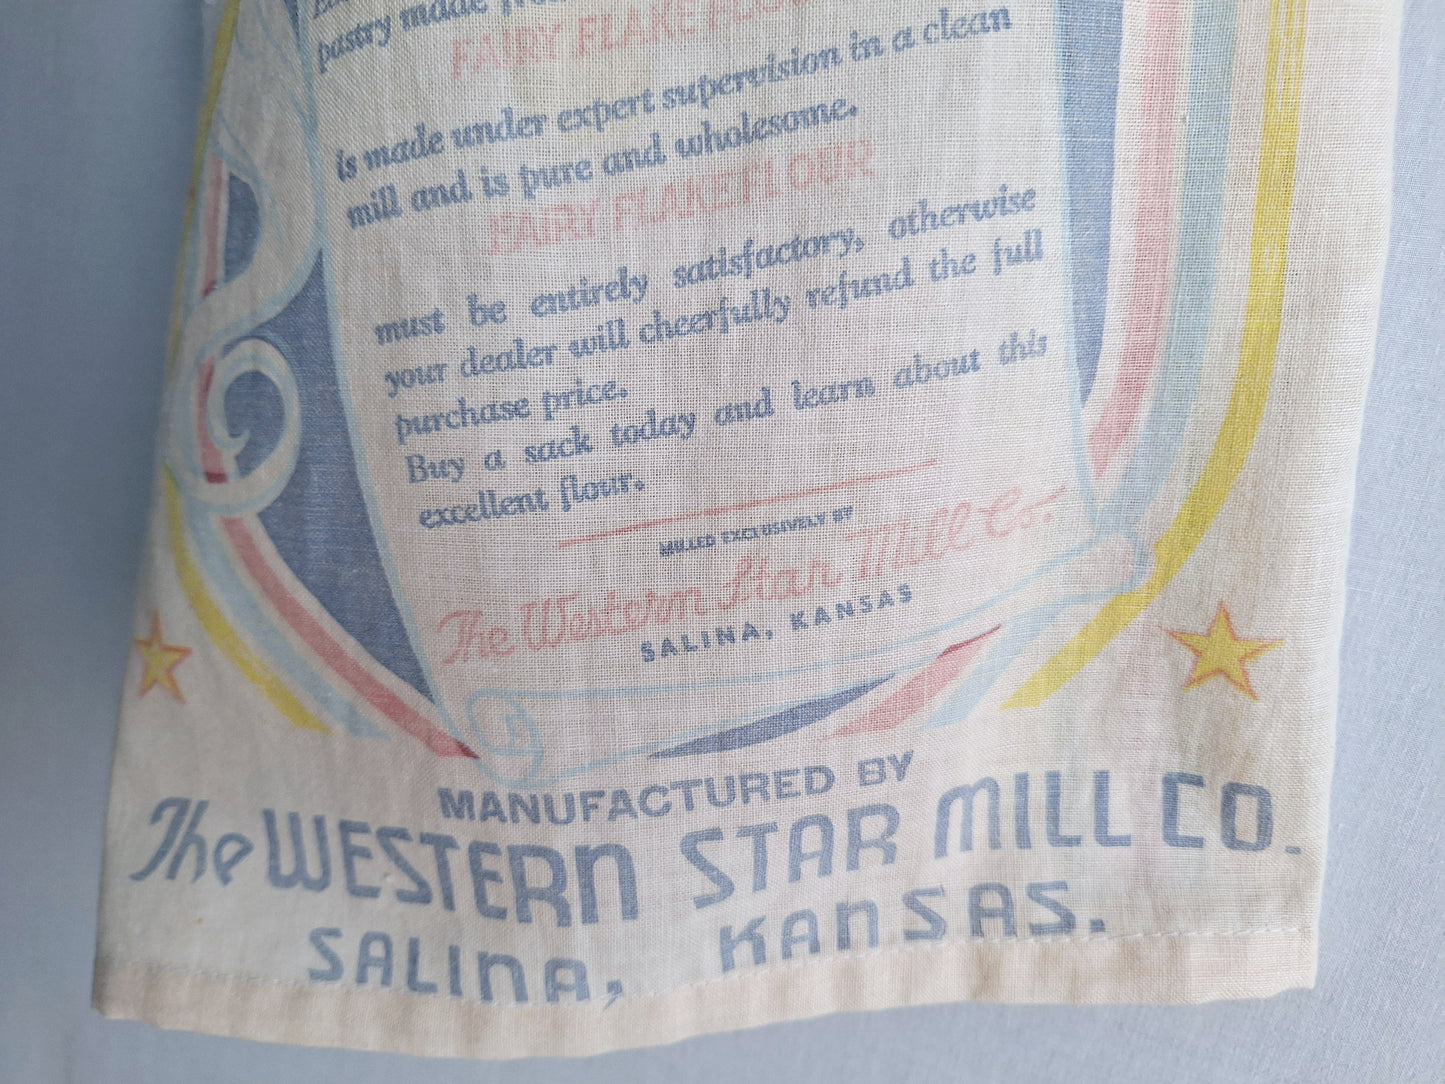 pastry made
FAIRY FLAKE FLOUR
is made under expert supervision in a clean
mill and is pure and wholesome.
FAIRY FLAKE FLOUR
must be entirely satisfactory, otherwise
your dealer will cheerfully refund the full
purchase price.
Buy a sack today and learn about this
excellent flour.
MILLED EXCLUSIVELY BY
The Western Star Mill Co.
SALINA, KANSAS
MANUFACTURED BY
The WESTERN STAR MILL CO.
SALINA, KANSAS.